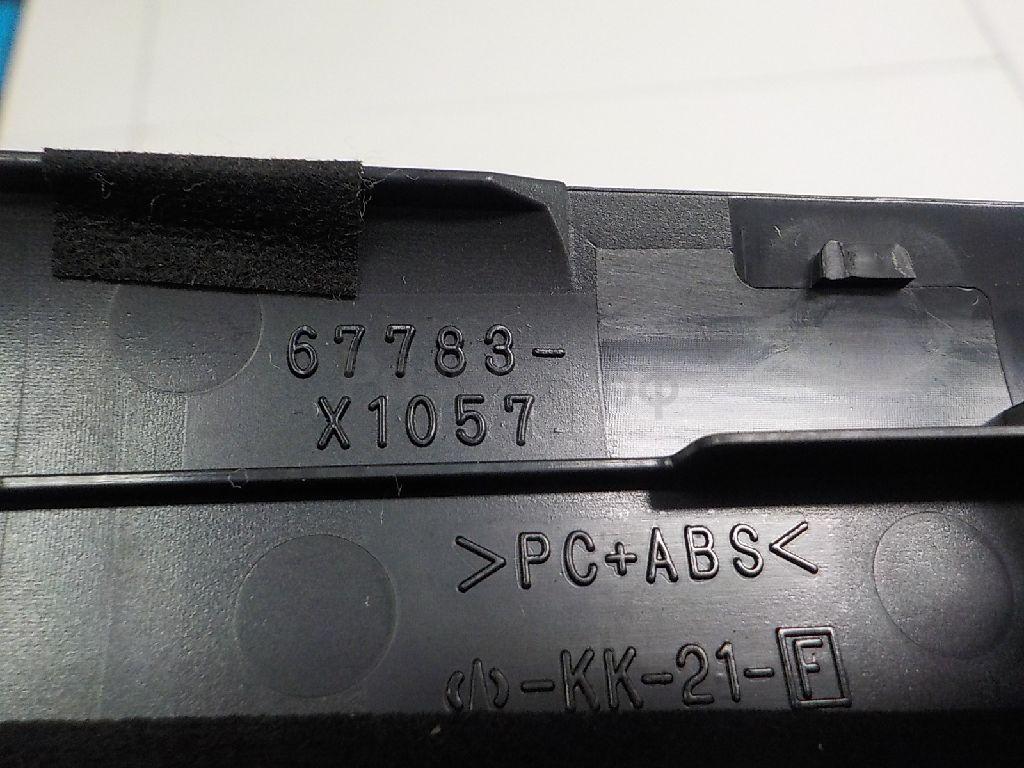 67783-
X1057
>PC+ABS<
-KK-21-F